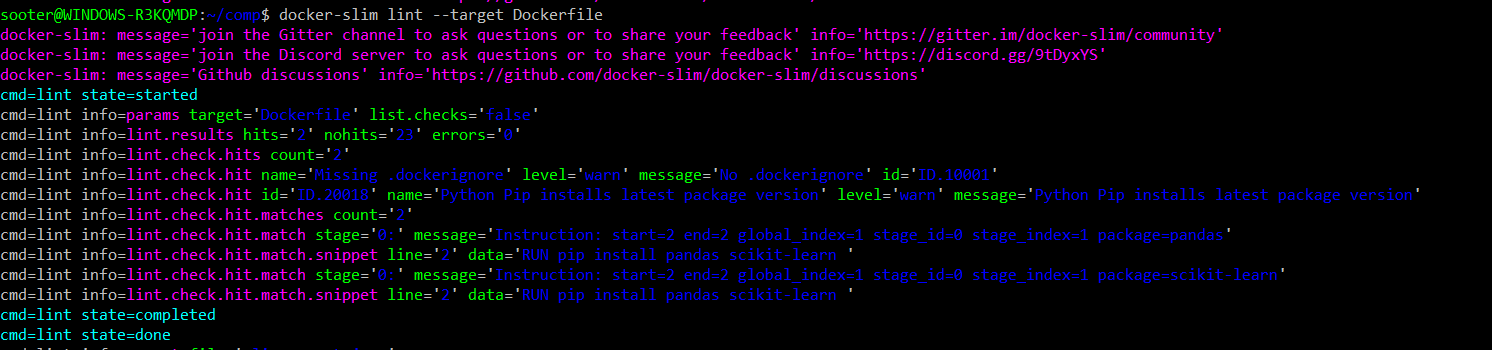 sooter@WINDOWS-R3KQMDP:~/comp$ docker-slim lint --target Dockerfile
docker-slim: message='join the Gitter channel to ask questions or to share your feedback' info='https://gitter.im/docker-slim/community'
docker-slim: message='join the Discord server to ask questions or to share your feedback' info='https://discord.gg/9tDyxYS'
docker-slim: message='Github discussions' info='https://github.com/docker-slim/docker-slim/discussions'
cmd=lint state=started
cmd=lint info=params target='Dockerfile' list.checks='false'
cmd=lint info=lint.results hits='2' nohits='23' errors='0'
cmd=lint info=lint.check.hits count='2'
cmd=lint info=lint.check.hit name='Missing .dockerignore' level='warn' message='No .dockerignore' id='ID.10001'
cmd=lint info=lint.check.hit id='ID.20018' name='Python Pip installs latest package version' level='warn' message='Python Pip installs latest package version'
cmd=lint info=lint.check.hit.matches count='2'
cmd=lint info=lint.check.hit.match stage='0:' message='Instruction: start=2 end=2 global_index=1 stage_id=0 stage_index=1 package=pandas'
cmd=lint info=lint.check.hit.match.snippet line='2' data='RUN pip install pandas scikit-learn '
cmd=lint info=lint.check.hit.match stage='0:' message='Instruction: start=2 end=2 global_index=1 stage_id=0 stage_index=1 package=scikit-learn'
cmd=lint info=lint.check.hit.match.snippet line='2' data='RUN pip install pandas scikit-learn '
cmd=lint state=completed
cmd=lint state=done